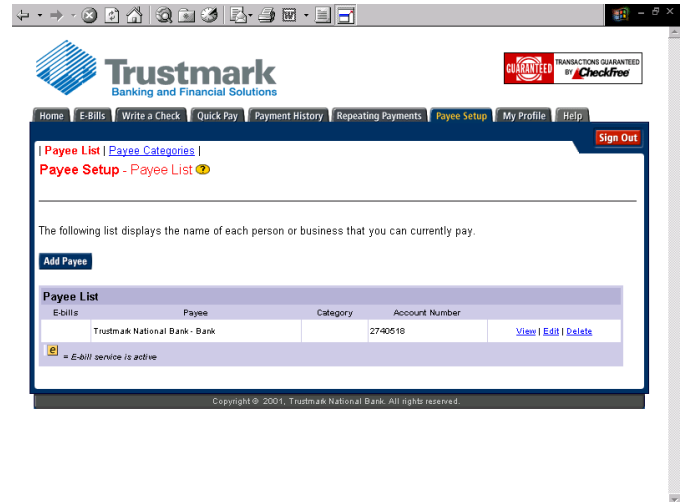 Trustmark
Banking and Financial Solutions
GUARANTEED
TRANSACTIONS GUARANTEED
BY CheckFree
Home E-Bills Write a Check Quick Pay Payment History Repeating Payments Payee Setup My Profile Help
Sign Out
| Payee List | Payee Categories |
Payee Setup - Payee List ?
The following list displays the name of each person or business that you can currently pay.
Add Payee
Payee List
E-bills Payee Category Account Number
Trustmark National Bank - Bank 2740518 View | Edit | Delete
e = E-bill service is active
Copyright © 2001, Trustmark National Bank. All rights reserved.